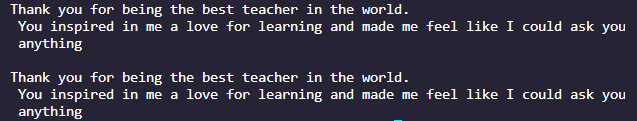 Thank you for being the best teacher in the world.
You inspired in me a love for learning and made me feel like I could ask you
anything
Thank you for being the best teacher in the world.
You inspired in me a love for learning and made me feel like I could ask you
anything